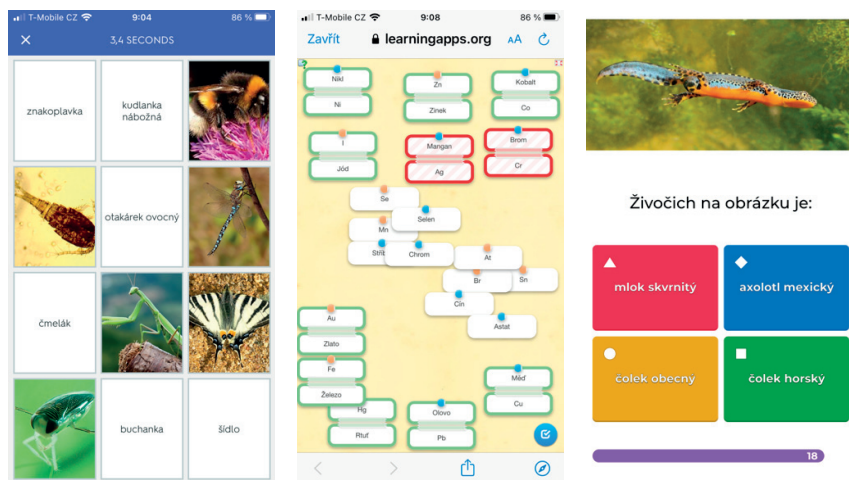 T-Mobile CZ 9:04 86 %
3,4 SECONDS
znakoplavka
kudlanka
nábožná
otakárek ovocný
čmelák
buchanka
šídlo
T-Mobile CZ 9:08 86 %
Zavřít
learningapps.org
AA
Nikl
Ni
Zn
Zinek
Kobalt
Co
I
Jód
Mangan
Ag
Brom
Cr
Se
Selen
Mn
Chrom
At
Br
Sn
Cín
Astat
Au
Zlato
Fe
Železo
Hg
Rtuť
Olovo
Pb
Měď
Cu
Živočich na obrázku je:
mlok skvrnitý
axolotl mexický
čolek obecný
čolek horský
18